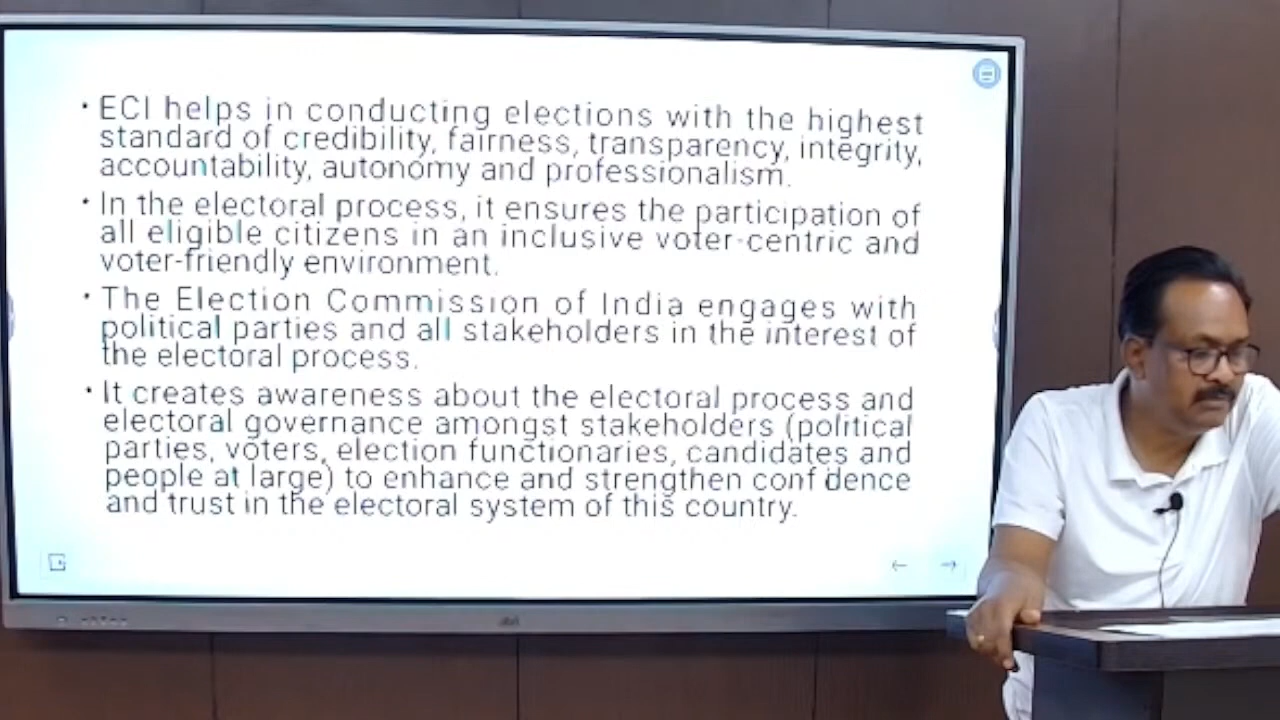 • ECI helps in conducting elections with the highest
standard of credibility, fairness, transparency, integrity,
accountability, autonomy and professionalism.
• In the electoral process, it ensures the participation of
all eligible citizens in an inclusive voter-centric and
voter-friendly environment.
• The Election Commission of India engages with
political parties and all stakeholders in the interest of
the electoral process.
• It creates awareness about the electoral process and
electoral governance amongst stakeholders (political
parties, voters, election functionaries, candidates and
people at large) to enhance and strengthen confidence
and trust in the electoral system of this country.